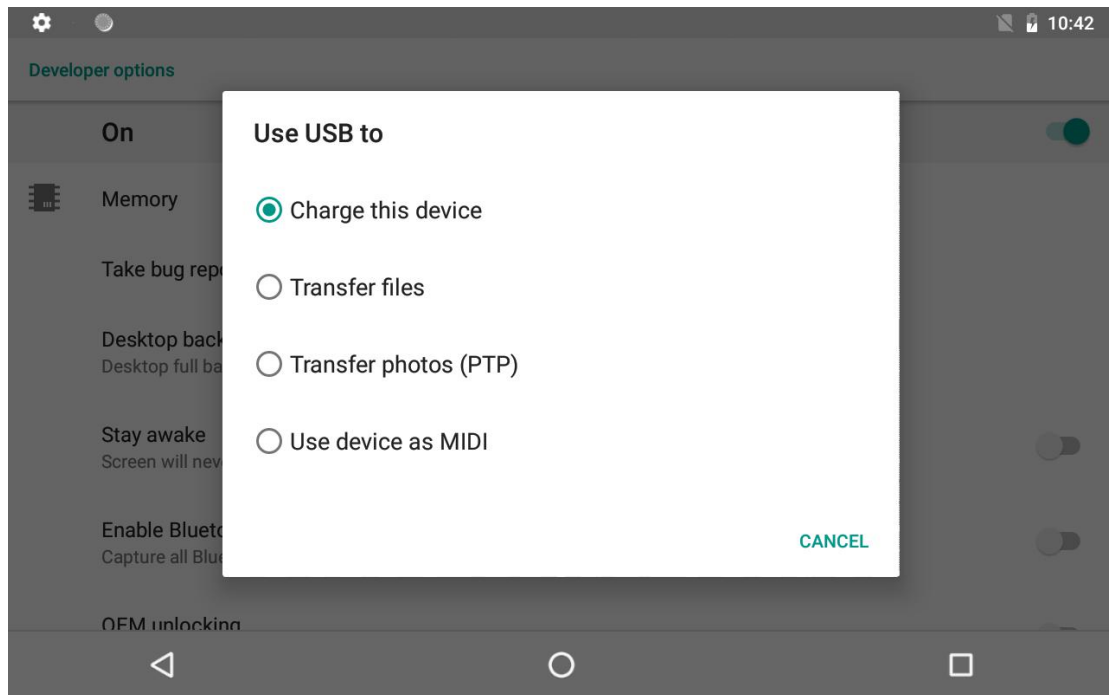 10:42
Developer options
On
Use USB to
Memory
Charge this device
Take bug repo
Transfer files
Desktop back
Desktop full ba
Transfer photos (PTP)
Stay awake
Screen will nev
Use device as MIDI
Enable Blueto
Capture all Blue
CANCEL
OEM unlocking